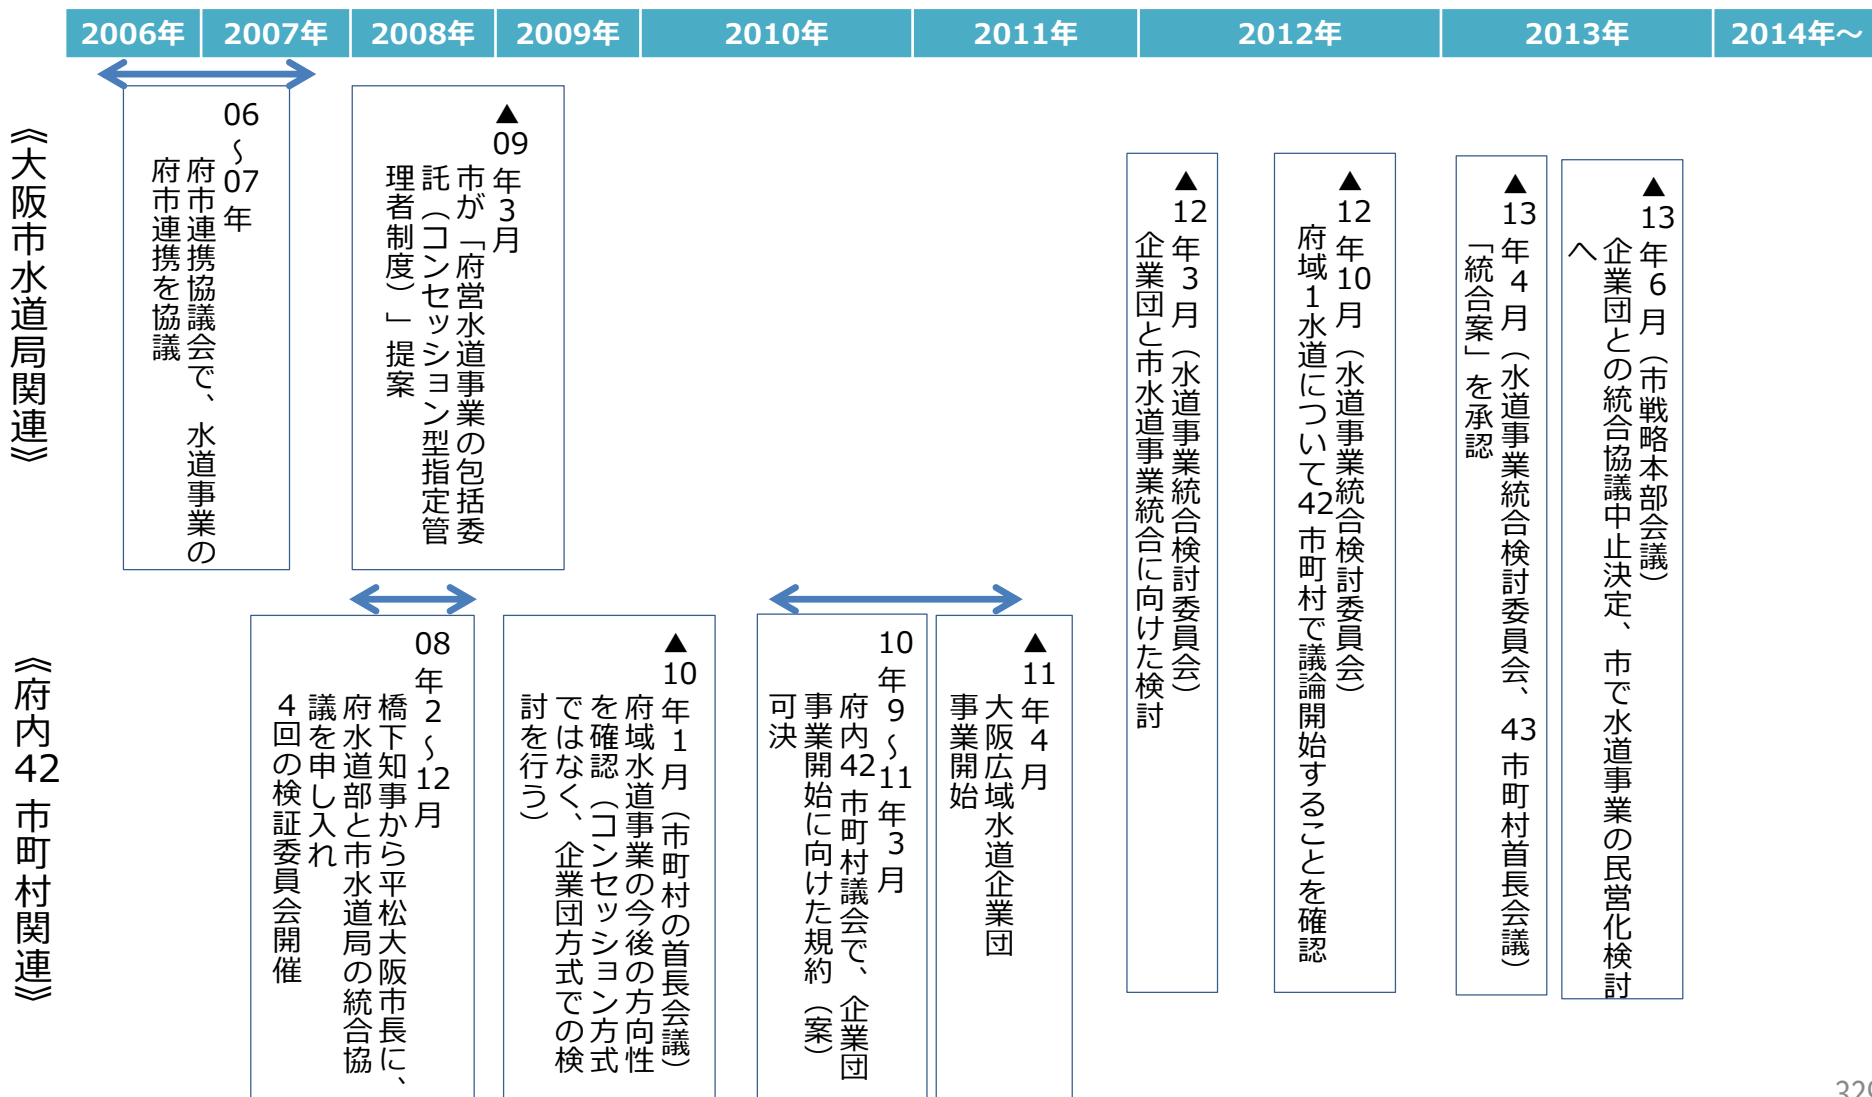 2006年
2007年
2008年
2009年
2010年
2011年
2012年
2013年
2014年～
《大阪市水道局関連》
06～07年
府市連携協議会で、水道事業の
府市連携を協議
▲09年3月
市が「府営水道事業の包括委
託（コンセッション型指定管
理者制度）」提案
▲12年３月（水道事業統合検討委員会）
企業団と市水道事業統合に向けた検討
▲12年10月（水道事業統合検討委員会）
府域１水道について42市町村で議論開始することを確認
▲13年４月（水道事業統合検討委員会、43市町村首長会議）
「統合案」を承認
▲13年６月（市戦略本部会議）
企業団との統合協議中止決定、市で水道事業の民営化検討
へ
《府内42市町村関連》
08年２～12月
橋下知事から平松大阪市長に、
府水道部と市水道局の統合協
議を申し入れ
４回の検証委員会開催
▲10年１月（市町村の首長会議）
府域水道事業の今後の方向性
を確認（コンセッション方式
ではなく、企業団方式での検
討を行う）
10年９～11年３月
府内42市町村議会で、企業団
事業開始に向けた規約（案）
可決
▲11年４月
大阪広域水道企業団
事業開始
329